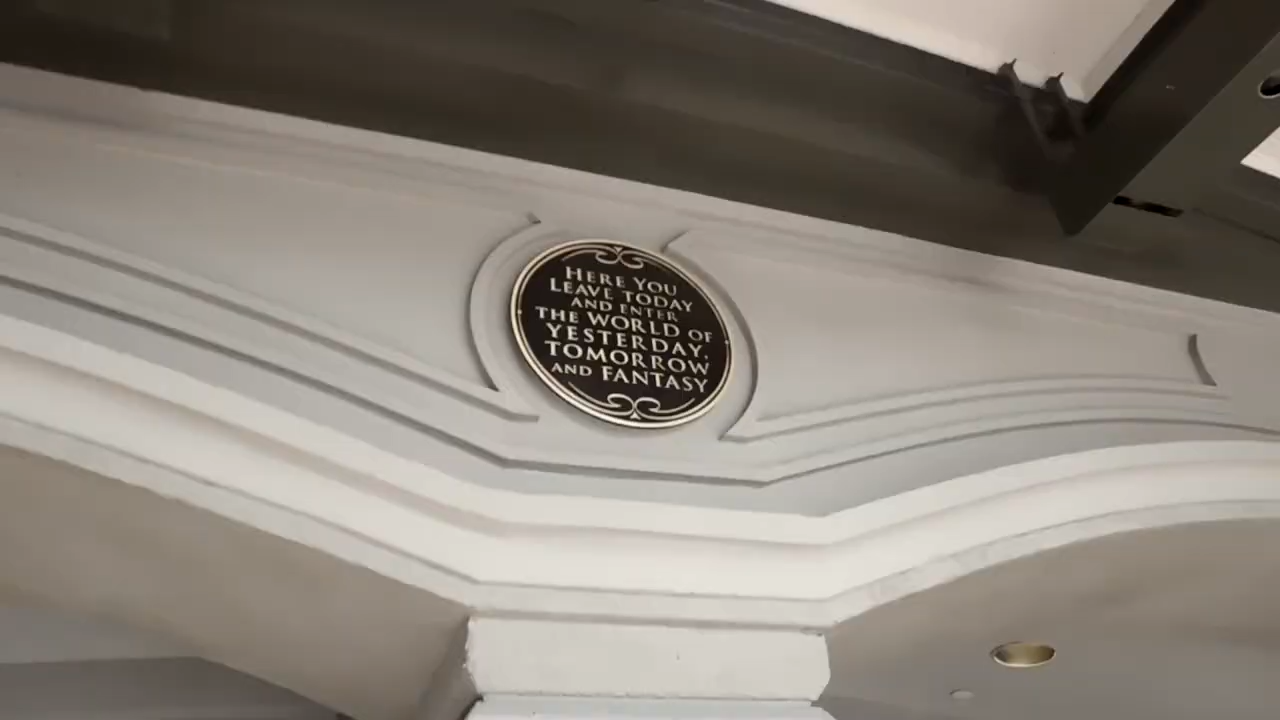 HERE YOU
LEAVE TODAY
AND ENTER
THE WORLD OF
YESTERDAY,
TOMORROW
AND FANTASY